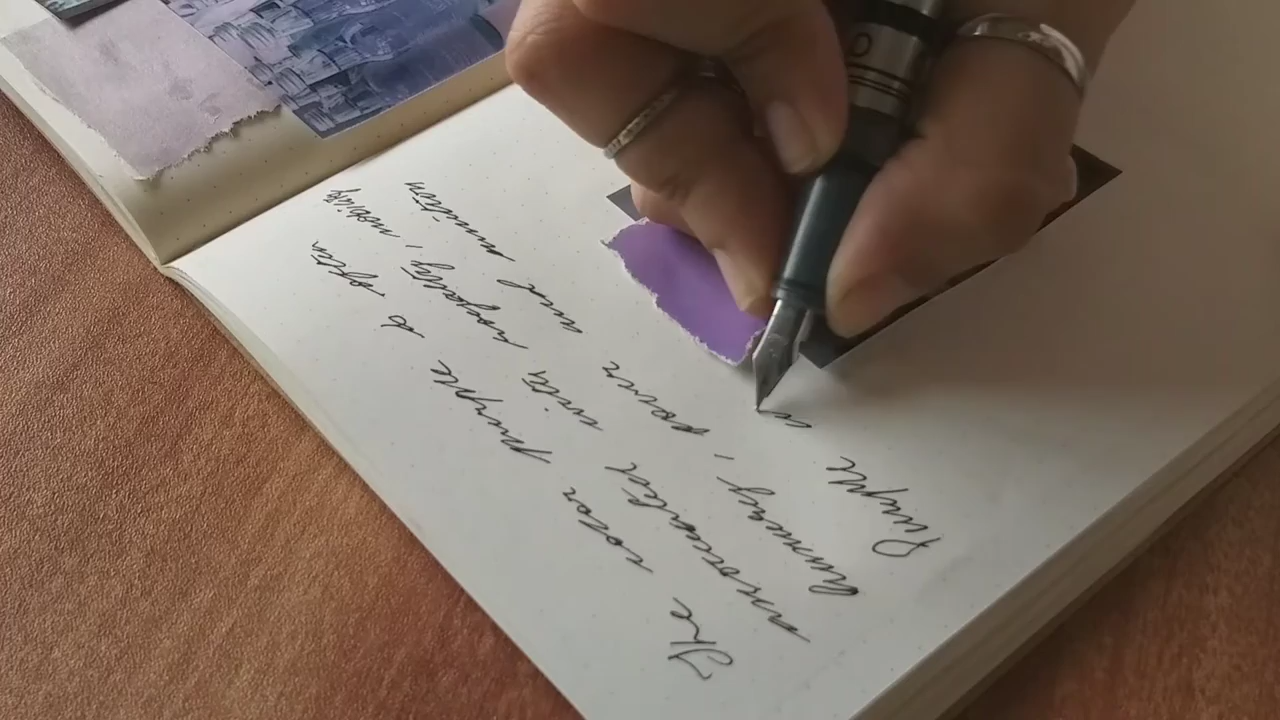 The color purple is often
associated with royalty, nobility
luxury, power and ambition
Purple